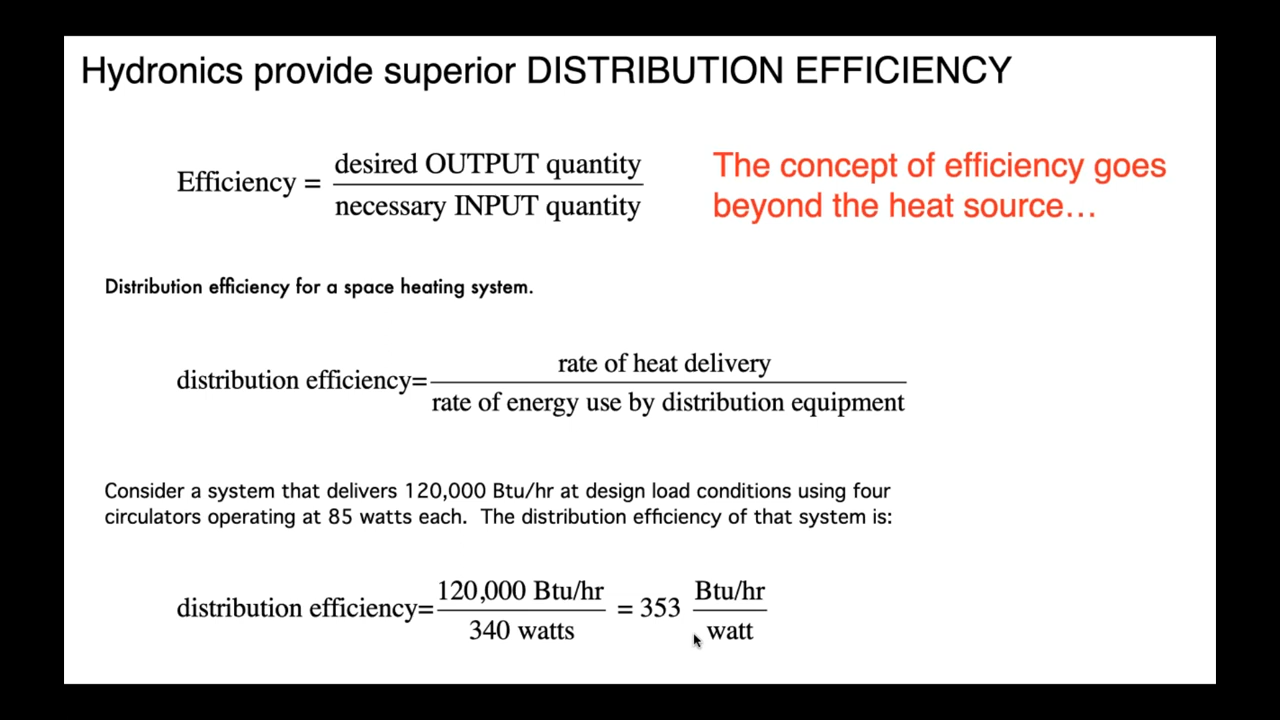 Hydronics provide superior DISTRIBUTION EFFICIENCY
Efficiency = desired OUTPUT quantity
necessary INPUT quantity
The concept of efficiency goes
beyond the heat source…
Distribution efficiency for a space heating system.
distribution efficiency= rate of heat delivery
rate of energy use by distribution equipment
Consider a system that delivers 120,000 Btu/hr at design load conditions using four
circulators operating at 85 watts each.  The distribution efficiency of that system is:
distribution efficiency= 120,000 Btu/hr = 353 Btu/hr
340 watts watt